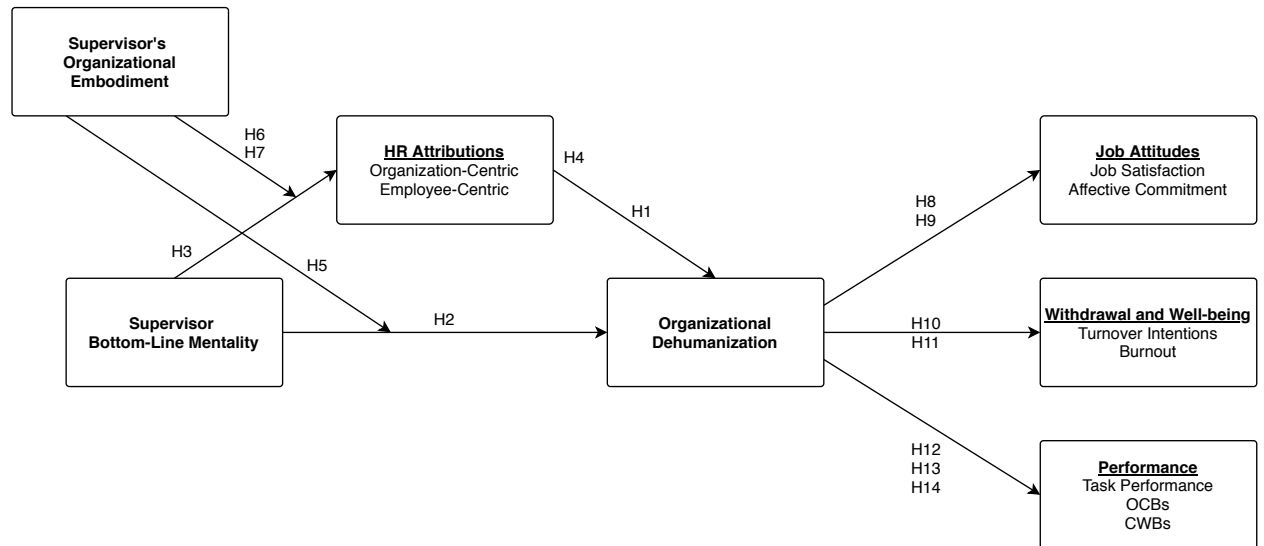 Supervisor's
Organizational
Embodiment
H6
H7
HR Attributions
Organization-Centric
Employee-Centric
H4
H1
H3
H5
Supervisor
Bottom-Line Mentality
H2
Organizational
Dehumanization
H8
H9
Job Attitudes
Job Satisfaction
Affective Commitment
H10
H11
Withdrawal and Well-being
Turnover Intentions
Burnout
H12
H13
H14
Performance
Task Performance
OCBs
CWBs